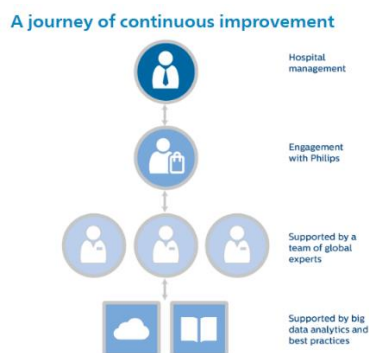 A journey of continuous improvement
Hospital
management
Engagement
with Philips
Supported by a
team of global
experts
Supported by big
data analytics and
best practices